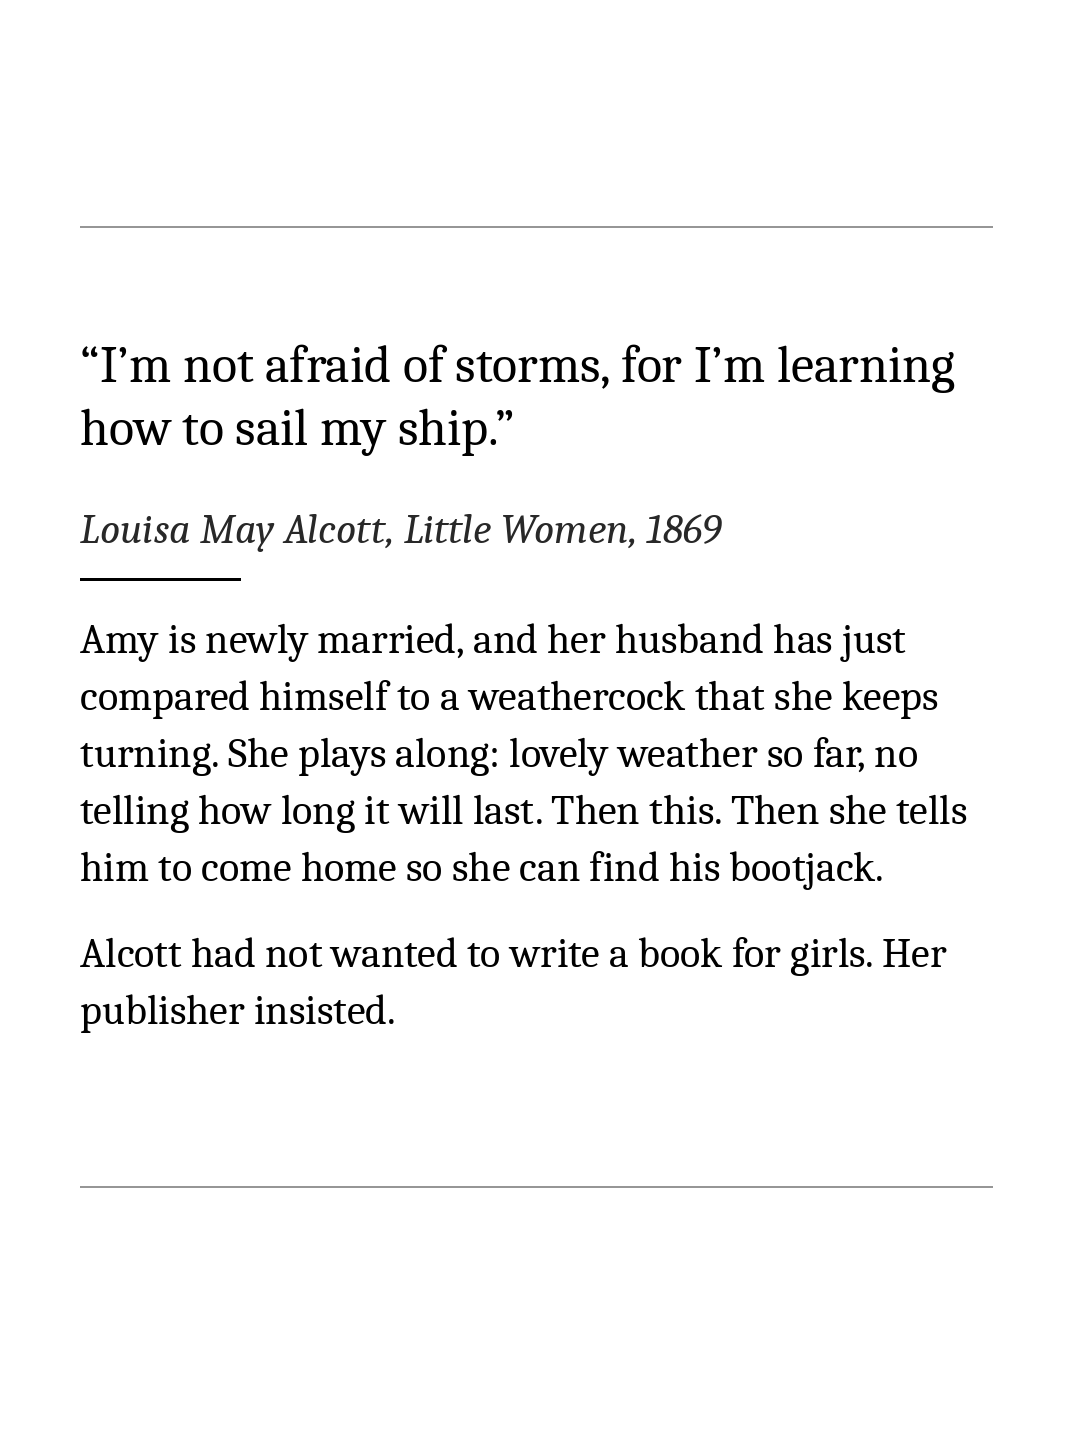 “I’m not afraid of storms, for I’m learning
how to sail my ship.”
Louisa May Alcott, Little Women, 1869
Amy is newly married, and her husband has just
compared himself to a weathercock that she keeps
turning. She plays along: lovely weather so far, no
telling how long it will last. Then this. Then she tells
him to come home so she can find his bootjack.
Alcott had not wanted to write a book for girls. Her
publisher insisted.